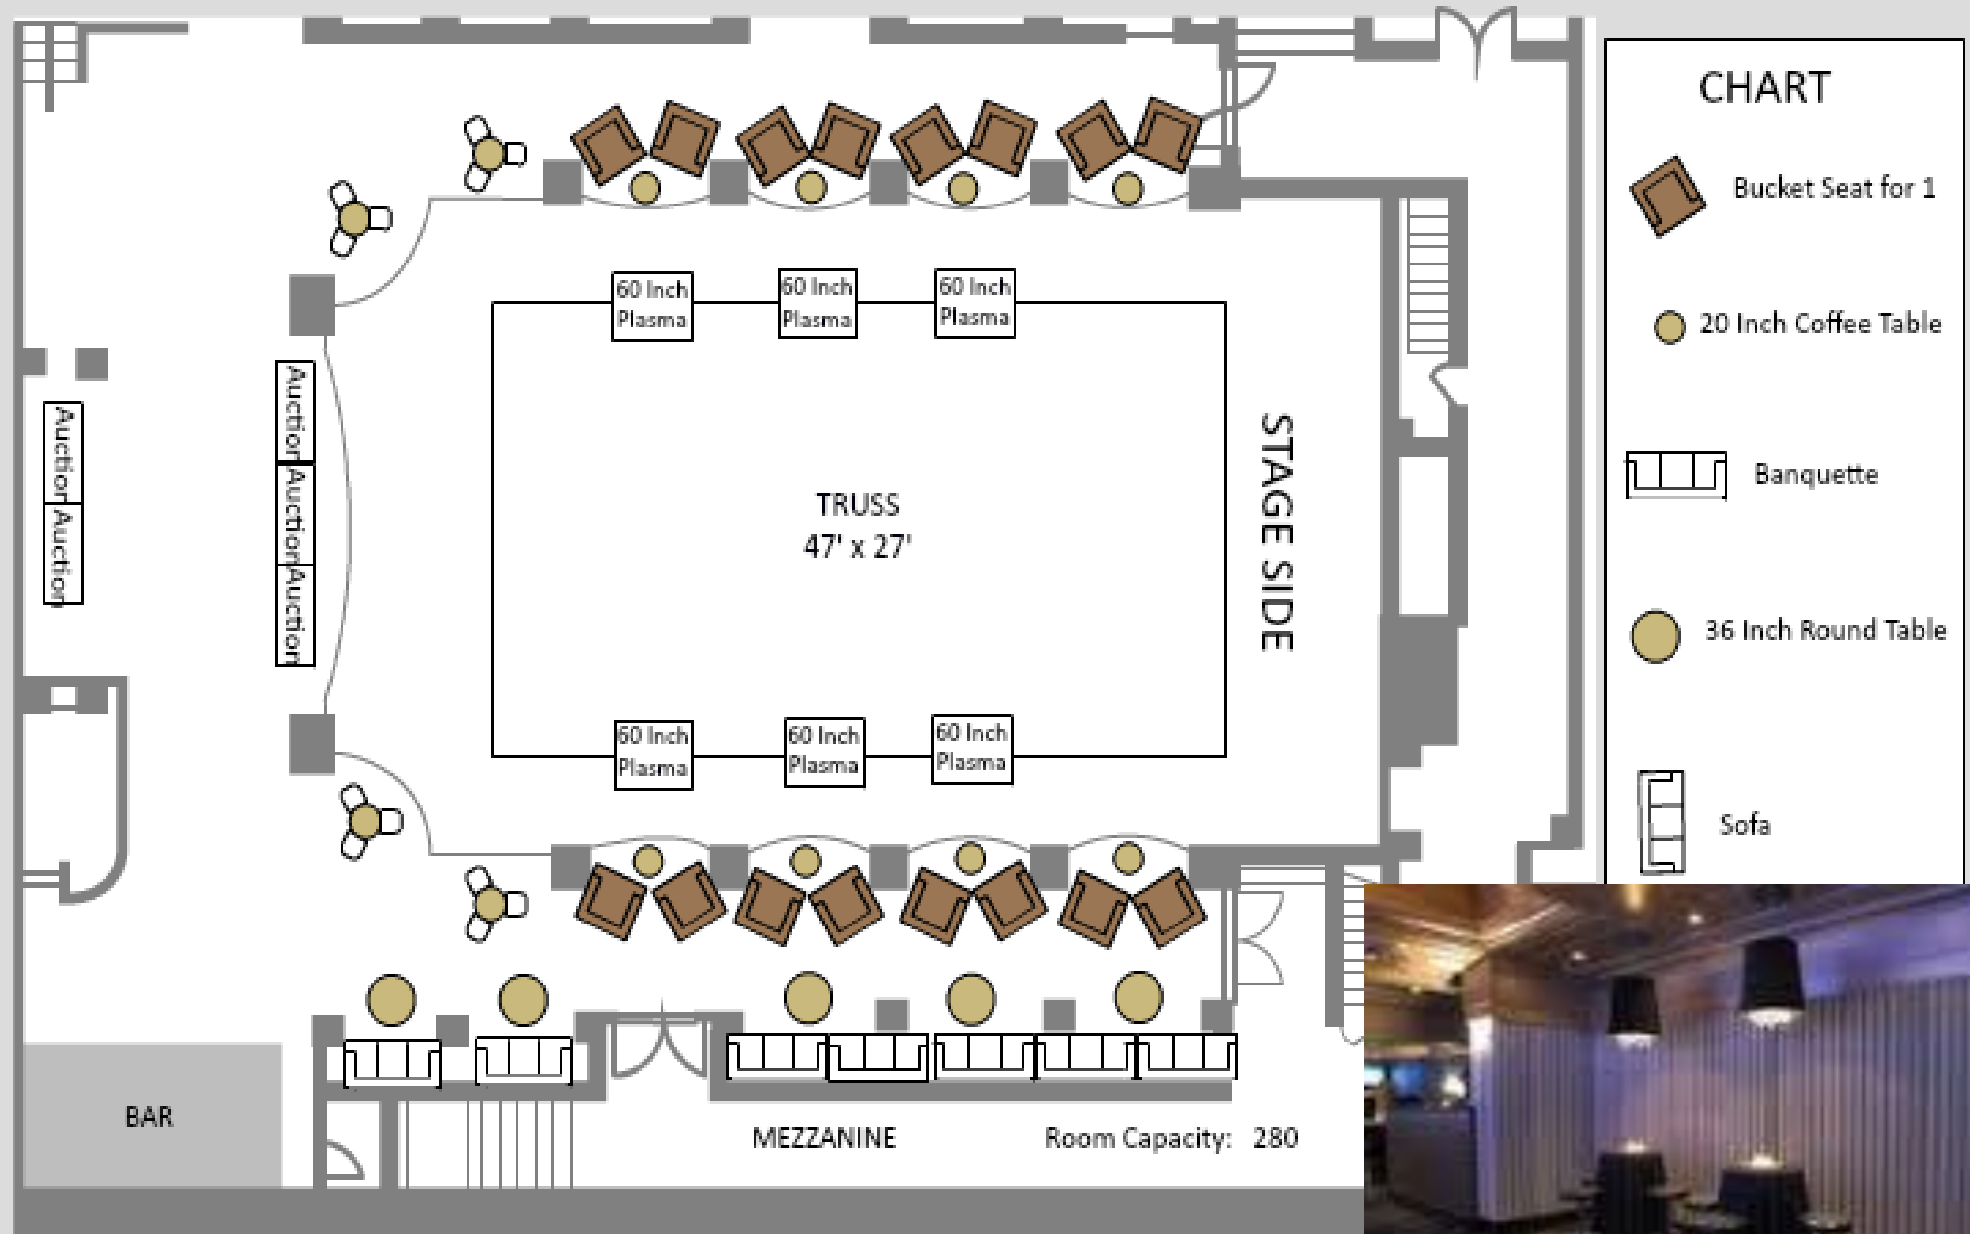 60 Inch
Plasma
60 Inch
Plasma
60 Inch
Plasma
Auction
Auction
Auction
Auction
Auction
TRUSS
47' x 27'
STAGE SIDE
60 Inch
Plasma
60 Inch
Plasma
60 Inch
Plasma
BAR
MEZZANINE
Room Capacity: 280
CHART
Bucket Seat for 1
20 Inch Coffee Table
Banquette
36 Inch Round Table
Sofa